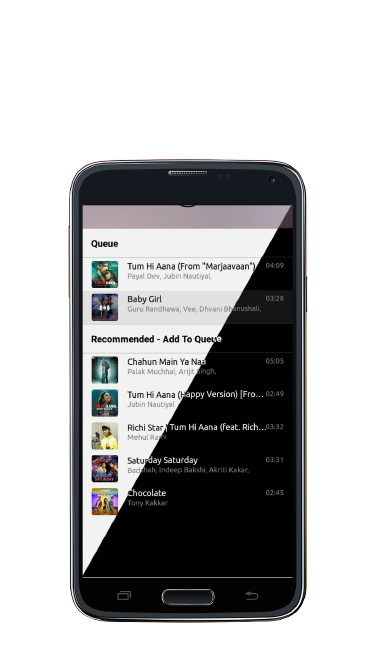 Queue
Tum Hi Aana (From "Marjaavaan") 04:09
Payal Dev, Jubin Nautiyal,
Baby Girl 03:28
Guru Randhawa, Vee, Dhvani Bhanushali,
Recommended - Add To Queue
Chahun Main Ya Naa 05:05
Palak Muchhal, Arijit Singh,
Tum Hi Aana (Happy Version) [Fro... 02:49
Jubin Nautiyal
Richi Star | Tum Hi Aana (feat. Rich... 03:32
Mehul
Saturday Saturday 03:31
Badshah, Indeep Bakshi, Akriti Kakar,
Chocolate 02:45
Tony Kakkar